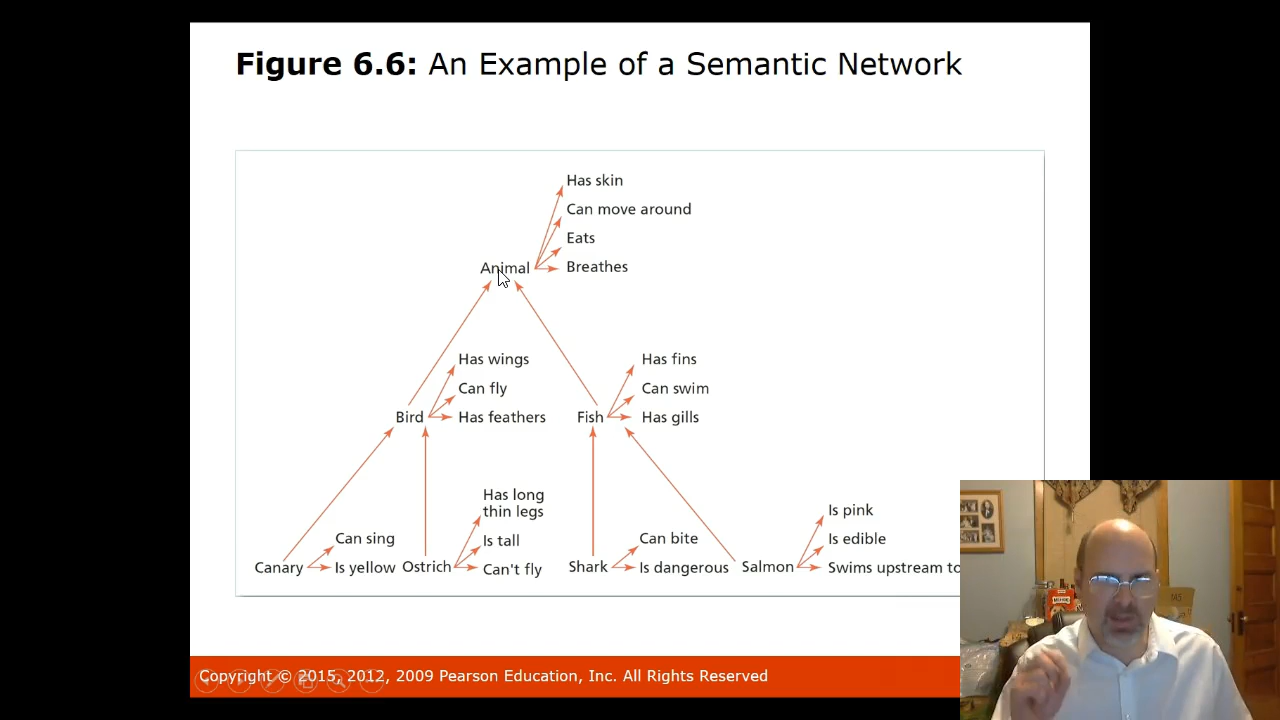 Figure 6.6: An Example of a Semantic Network
Has skin
Can move around
Eats
Animal
Breathes
Has wings
Can fly
Bird
Has feathers
Has fins
Can swim
Fish
Has gills
Can sing
Canary
Is yellow
Has long
thin legs
Is tall
Ostrich
Can't fly
Can bite
Shark
Is dangerous
Is pink
Is edible
Salmon
Swims upstream to
Copyright © 2015, 2012, 2009 Pearson Education, Inc. All Rights Reserved